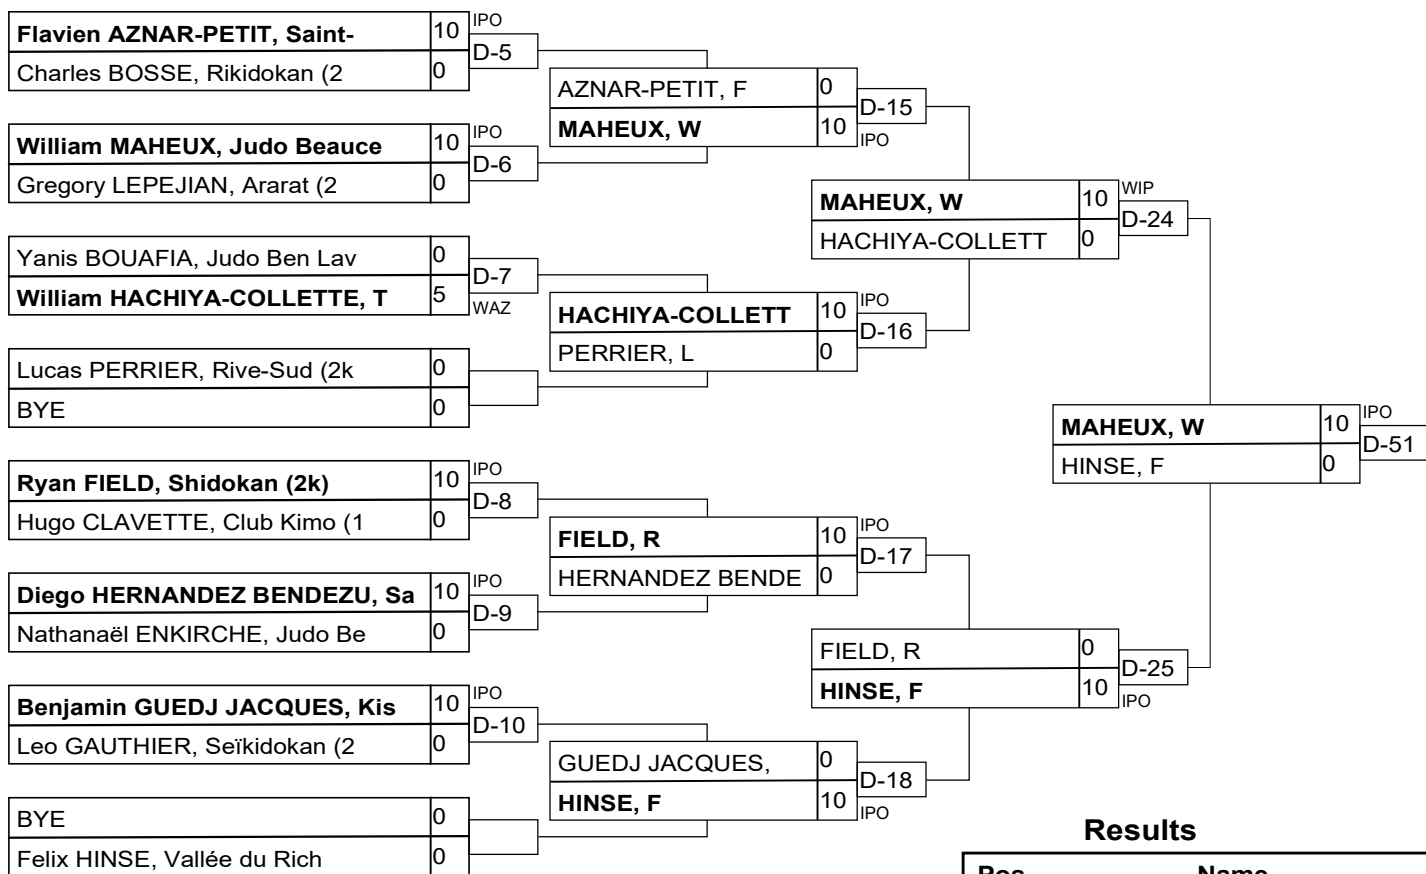 Flavien AZNAR-PETIT, Saint- 10 IPO
D-5
Charles BOSSE, Rikidokan (2 0
William MAHEUX, Judo Beauce 10 IPO
D-6
Gregory LEPEJIAN, Ararat (2 0
Yanis BOUAFIA, Judo Ben Lav 0
D-7
William HACHIYA-COLLETTE, T 5 WAZ
Lucas PERRIER, Rive-Sud (2k 0
BYE 0
Ryan FIELD, Shidokan (2k) 10 IPO
D-8
Hugo CLAVETTE, Club Kimo (1 0
Diego HERNANDEZ BENDEZU, Sa 10 IPO
D-9
Nathanaël ENKIRCHE, Judo Be 0
Benjamin GUEDJ JACQUES, Kis 10 IPO
D-10
Leo GAUTHIER, Seïkidokan (2 0
BYE 0
Felix HINSE, Vallée du Rich 0
AZNAR-PETIT, F 0
D-15
MAHEUX, W 10 IPO
HACHIYA-COLLETT 10 IPO
D-16
PERRIER, L 0
FIELD, R 10 IPO
D-17
HERNANDEZ BENDE 0
GUEDJ JACQUES, 0
D-18
HINSE, F 10 IPO
MAHEUX, W 10 WIP
D-24
HACHIYA-COLLETT 0
FIELD, R 0
D-25
HINSE, F 10 IPO
MAHEUX, W 10 IPO
D-51
HINSE, F 0
Results
Pos Name